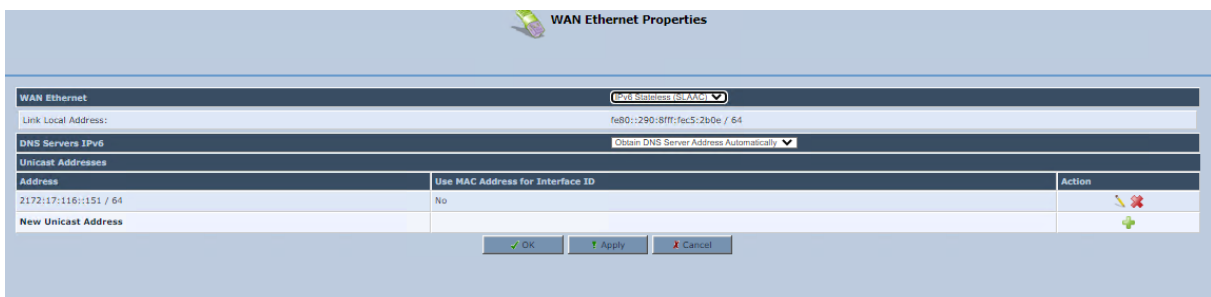 WAN Ethernet Properties
WAN Ethernet IPv6 Stateless (SLAAC)
Link Local Address: fe80::290:8fff:fec5:2b0e / 64
DNS Servers IPv6 Obtain DNS Server Address Automatically
Unicast Addresses
Address Use MAC Address for Interface ID Action
2172:17:116::151 / 64 No
New Unicast Address
OK Apply Cancel